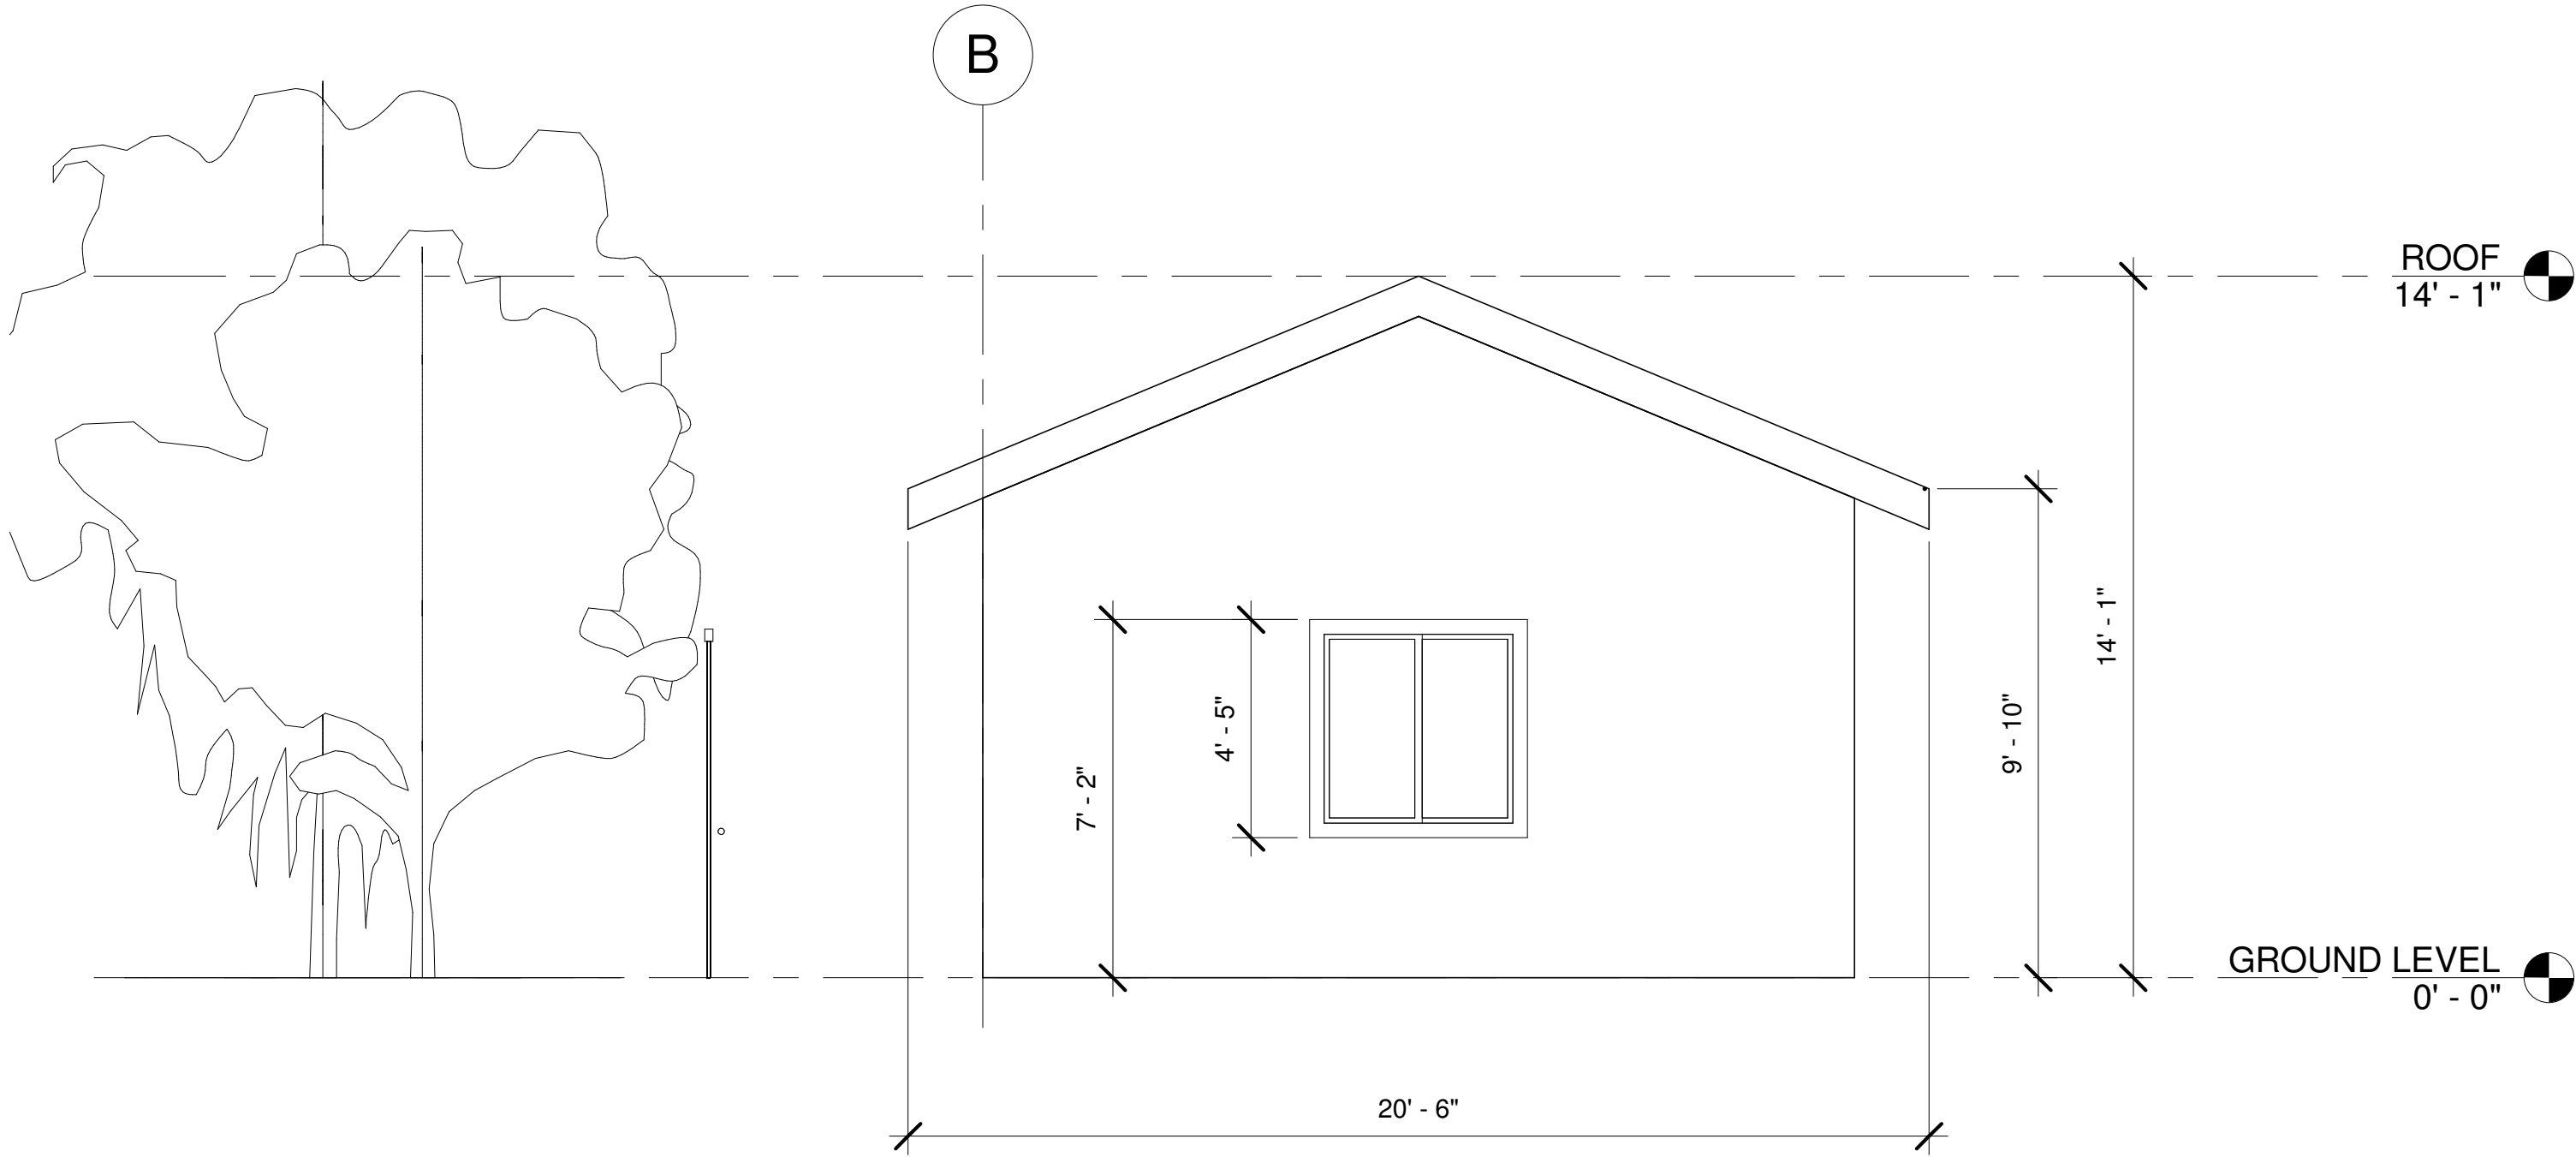 B
ROOF
14' - 1"
14' - 1"
4' - 5"
9' - 10"
7' - 2"
GROUND LEVEL
0' - 0"
20' - 6"